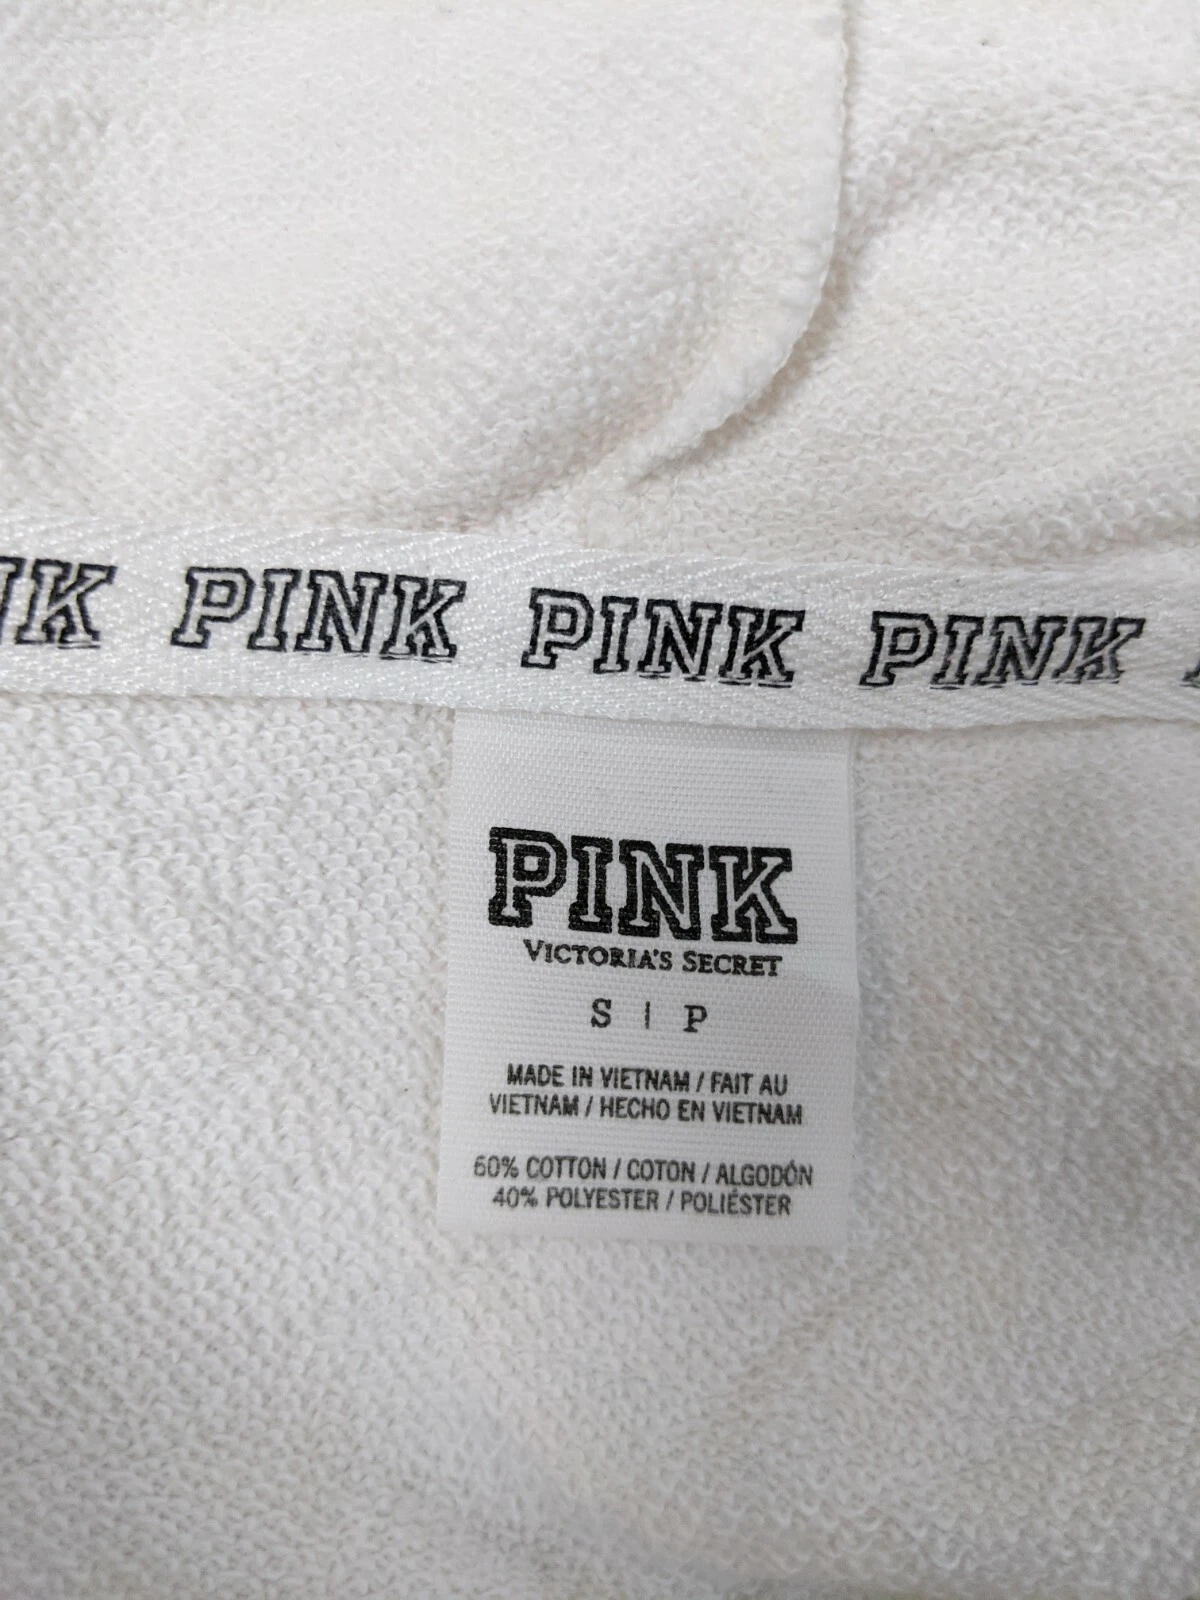 PINK PINK PINK
PINK
VICTORIA'S SECRET
S | P
MADE IN VIETNAM / FAIT AU
VIETNAM / HECHO EN VIETNAM
60% COTTON / COTON / ALGODÓN
40% POLYESTER / POLIÉSTER